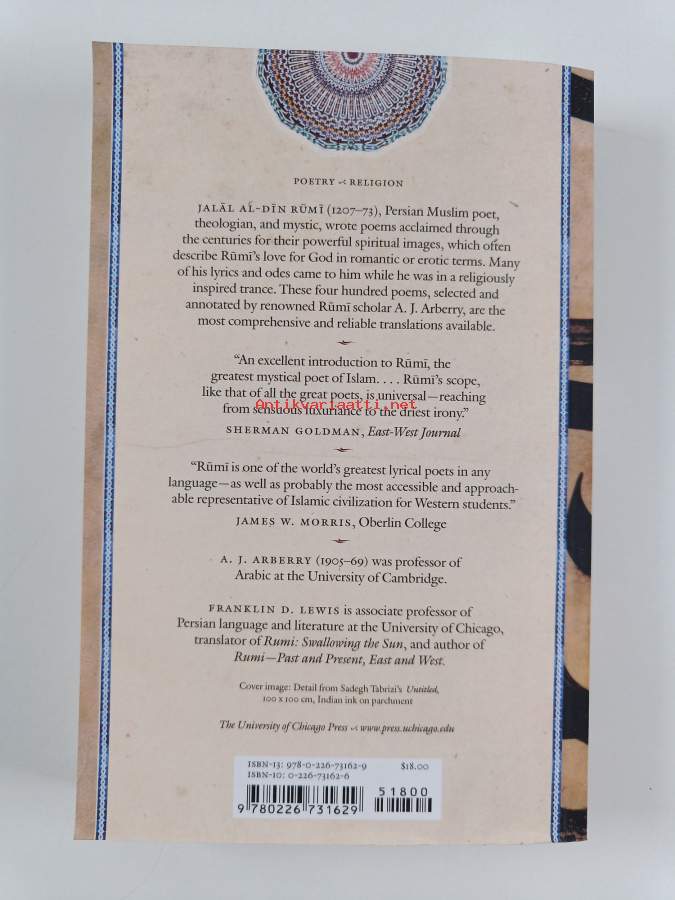 POETRY ⤙ RELIGION
JALĀL AL-DĪN RŪMĪ (1207–73), Persian Muslim poet,
theologian, and mystic, wrote poems acclaimed through
the centuries for their powerful spiritual images, which often
describe Rūmī’s love for God in romantic or erotic terms. Many
of his lyrics and odes came to him while he was in a religiously
inspired trance. These four hundred poems, selected and
annotated by renowned Rūmī scholar A. J. Arberry, are the
most comprehensive and reliable translations available.
“An excellent introduction to Rūmī, the
greatest mystical poet of Islam. . . . Rūmī’s scope,
like that of all the great poets, is universal—reaching
Antikvariaatti.net
from sensuous luxuriance to the driest irony.”
SHERMAN GOLDMAN, East-West Journal
“Rūmī is one of the world’s greatest lyrical poets in any
language—as well as probably the most accessible and approach-
able representative of Islamic civilization for Western students.”
JAMES W. MORRIS, Oberlin College
A. J. ARBERRY (1905–69) was professor of
Arabic at the University of Cambridge.
FRANKLIN D. LEWIS is associate professor of
Persian language and literature at the University of Chicago,
translator of Rumi: Swallowing the Sun, and author of
Rumi—Past and Present, East and West.
Cover image: Detail from Sadegh Tabrizi’s Untitled,
100 x 100 cm, Indian ink on parchment
The University of Chicago Press ⤙ www.press.uchicago.edu
ISBN-13: 978-0-226-73162-9 $18.00
ISBN-10: 0-226-73162-6
51800
9 780226 731629